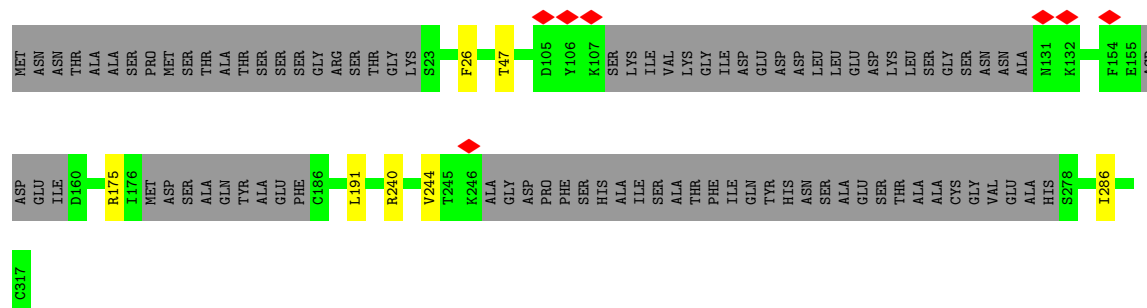 MET ASN ASN THR ALA ALA SER PRO MET SER THR ALA THR SER SER SER GLY ARG SER THR GLY LYS S23 F26 T47 D105 Y106 K107 SER LYS ILE VAL LYS GLY ILE ASP GLU ASP ASP LEU LEU GLU ASP LYS LEU SER GLY SER ASN ASN ALA N131 K132 F154 E155
ASP GLU ILE D160 R175 I176 MET ASP SER ALA GLN TYR ALA GLU PHE C186 L191 R240 V244 T245 K246 ALA GLY ASP PRO PHE SER HIS ALA ILE SER ALA THR PHE ILE GLN TYR HIS ASN SER ALA GLU SER THR ALA ALA CYS GLY VAL GLU ALA HIS S278 I286
C317